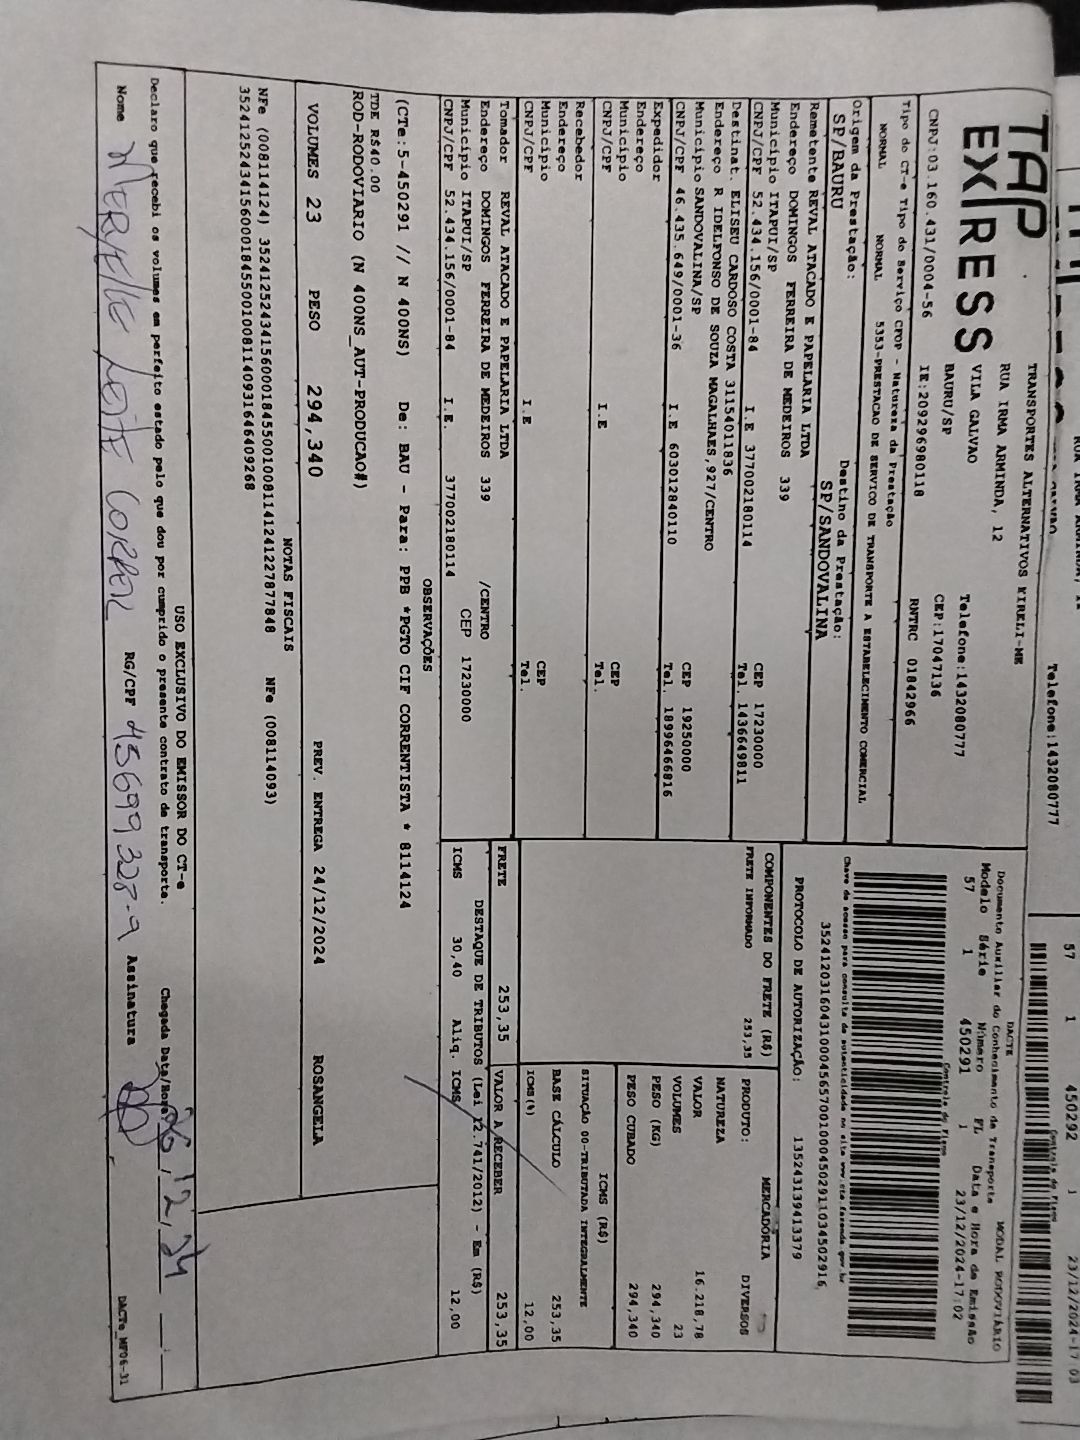 Telefone:1432080777
57 1 450292 1 23/12/2024-17:03
Controle do Fisco
TAP EXPRESS
TRANSPORTES ALTERNATIVOS EIRELI-ME
RUA IRMA ARMINDA, 12
VILA GALVAO
BAURU/SP
Telefone:1432080777
CEP:17047136
CNPJ:03.160.431/0004-56 IE:209296980118 RNTRC 01842966
DACTE MODAL RODOVIÁRIO
Documento Auxiliar do Conhecimento de Transporte
Modelo Série Número FL Data e Hora de Emissão
57 1 450291 1 23/12/2024-17:02
Controle do Fisco
Chave de acesso para consulta de autenticidade no site www.cte.fazenda.gov.br
PROTOCOLO DE AUTORIZAÇÃO: 135243139413379
Tipo do CT-e Tipo do Serviço CFOP - Natureza da Prestação
NORMAL NORMAL 5353-PRESTACAO DE SERVICO DE TRANSPORTE A ESTABELECIMENTO COMERCIAL
Origem da Prestação: Destino da Prestação:
SP/BAURU SP/SANDOVALINA
Remetente REVAL ATACADO E PAPELARIA LTDA
Endereço DOMINGOS FERREIRA DE MEDEIROS 339
Município ITAPUI/SP CEP 17230000
CNPJ/CPF 52.434.156/0001-84 I.E 377002180114 Tel. 1436649811
Destinat. ELISEU CARDOSO COSTA 31154011836
Endereço R IDELFONSO DE SOUZA MAGALHAES,927/CENTRO
Município SANDOVALINA/SP CEP 19250000
CNPJ/CPF 46.435.649/0001-36 I.E 603012840110 Tel. 18996466816
Expedidor
Endereço
Município CEP
CNPJ/CPF I.E Tel.
Recebedor
Endereço
Município CEP
CNPJ/CPF I.E Tel.
Tomador REVAL ATACADO E PAPELARIA LTDA
Endereço DOMINGOS FERREIRA DE MEDEIROS 339 /CENTRO
Município ITAPUI/SP CEP 17230000
CNPJ/CPF 52.434.156/0001-84 I.E. 377002180114
COMPONENTES DO FRETE (R$)
FRETE INFORMADO 253,35
MERCADORIA
PRODUTO: DIVERSOS
NATUREZA
VALOR 16.218,78
VOLUMES 23
PESO (KG) 294,340
PESO CUBADO 294,340
ICMS (R$)
SITUAÇÃO 00-TRIBUTADA INTEGRALMENTE
BASE CÁLCULO 253,35
ICMS(%) 12,00
FRETE 253,35 VALOR A RECEBER 253,35
DESTAQUE DE TRIBUTOS (Lei 12.741/2012) - Em (R$)
ICMS 30,40 Aliq. ICMS 12,00
OBSERVAÇÕES
(CTe:5-450291 // N 400NS) De: BAU - Para: PPB *PGTO CIF CORRENTISTA * 8114124
TDE R$40.00
ROD-RODOVIARIO (N 400NS_AUT-PRODUCAO#)
VOLUMES 23 PESO 294,340 PREV. ENTREGA 24/12/2024 ROSANGELA
NOTAS FISCAIS
NFe (008114124) NFe (008114093)
USO EXCLUSIVO DO EMISSOR DO CT-e
Declaro que recebi os volumes em perfeito estado pelo que dou por cumprido o presente contrato de transporte. Chegada Data/Hora: 26/12/24
Nome RG/CPF 45699328-9 Assinatura
DACTe_MF06-31